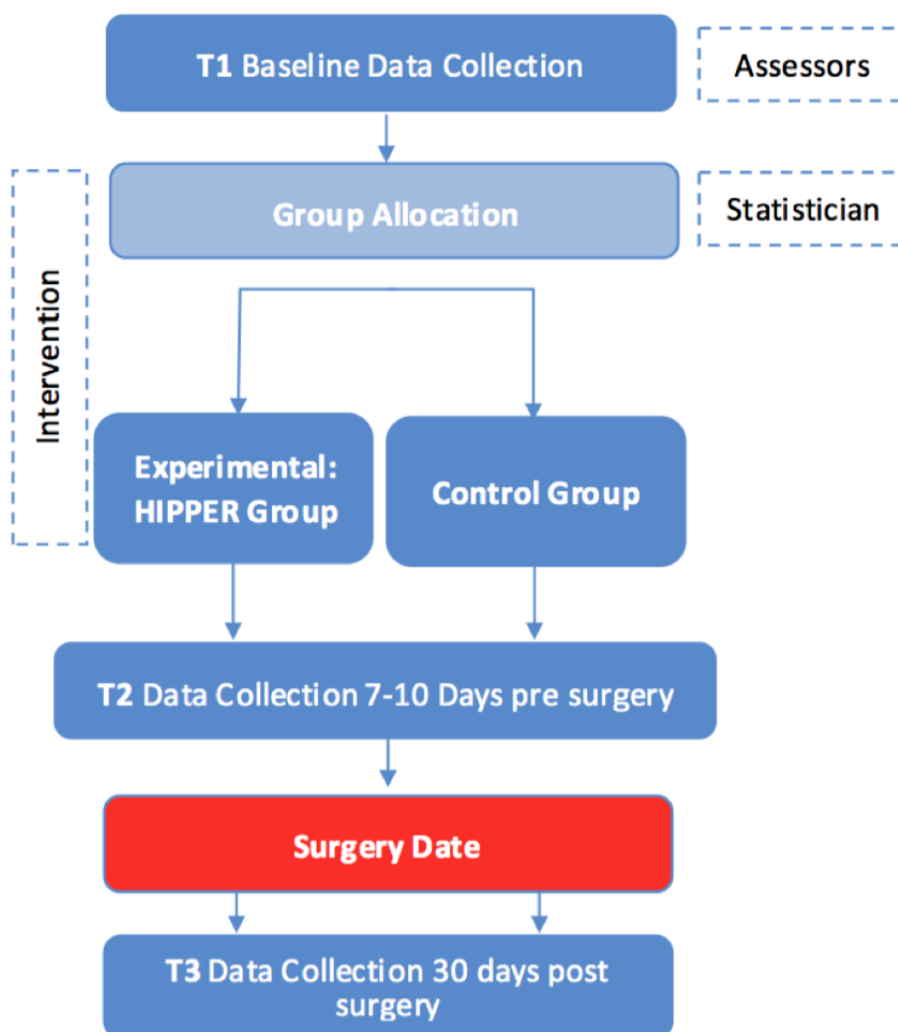 T1 Baseline Data Collection
Assessors
Group Allocation
Statistician
Intervention
Experimental:
HIPPER Group
Control Group
T2 Data Collection 7-10 Days pre surgery
Surgery Date
T3 Data Collection 30 days post
surgery